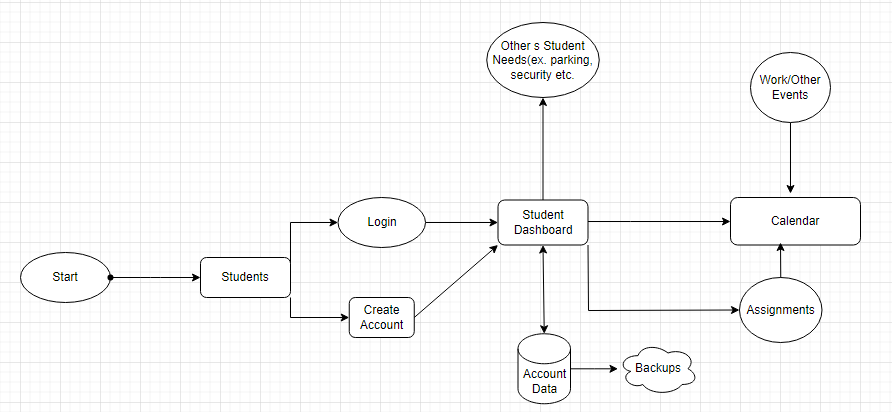 Other s Student
Needs(ex. parking,
security etc.
Work/Other
Events
Login
Student
Dashboard
Calendar
Start
Students
Create
Account
Assignments
Account
Data
Backups